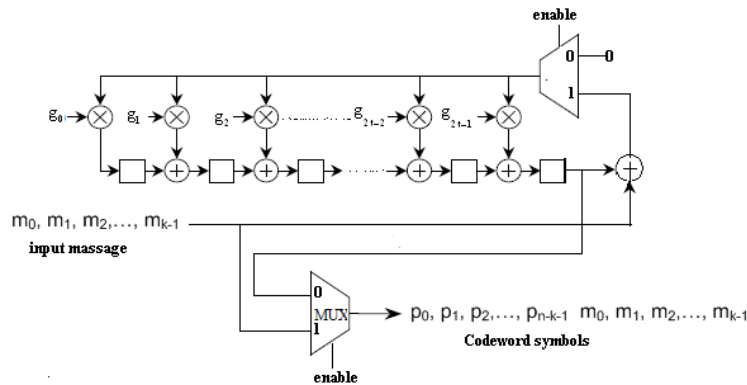 enable
0 0
1
g₀ g₁ g₂ g₂ₜ₋₂ g₂ₜ₋₁
m₀, m₁, m₂,..., mₖ₋₁
input massage
0
MUX
1
p₀, p₁, p₂,..., pₙ₋ₖ₋₁ m₀, m₁, m₂,..., mₖ₋₁
Codeword symbols
enable